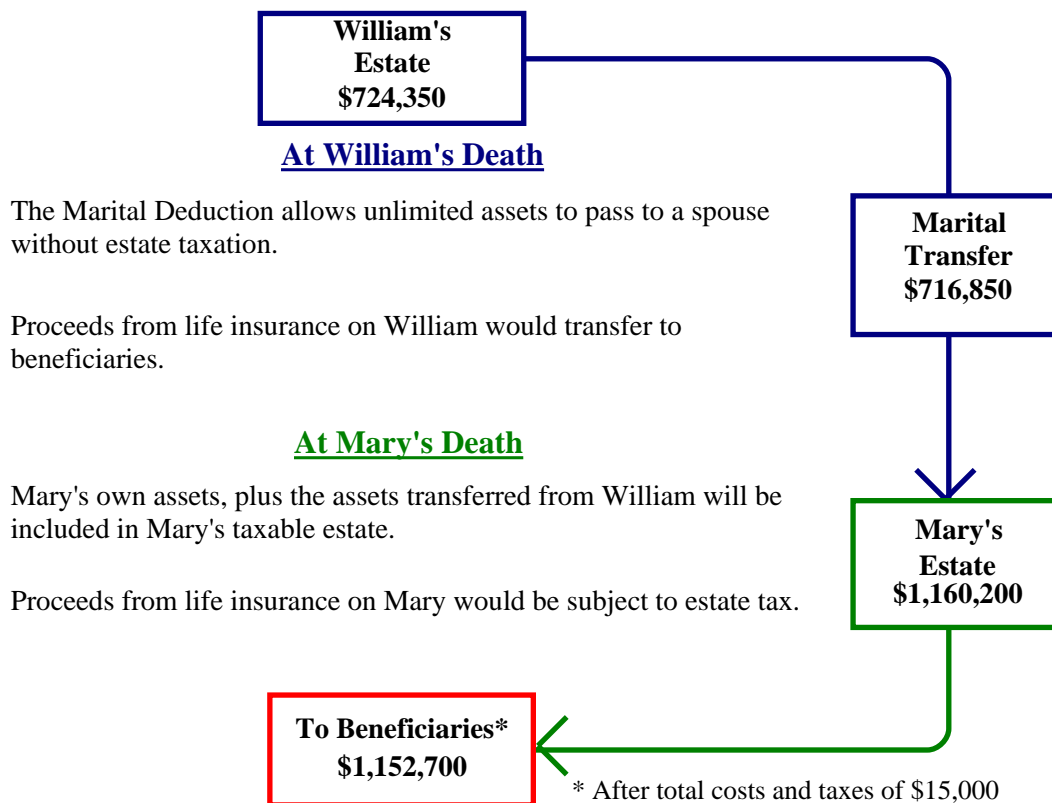 William's
Estate
$724,350
At William's Death
The Marital Deduction allows unlimited assets to pass to a spouse
without estate taxation.
Marital
Transfer
$716,850
Proceeds from life insurance on William would transfer to
beneficiaries.
At Mary's Death
Mary's own assets, plus the assets transferred from William will be
included in Mary's taxable estate.
Mary's
Estate
$1,160,200
Proceeds from life insurance on Mary would be subject to estate tax.
To Beneficiaries*
$1,152,700
* After total costs and taxes of $15,000